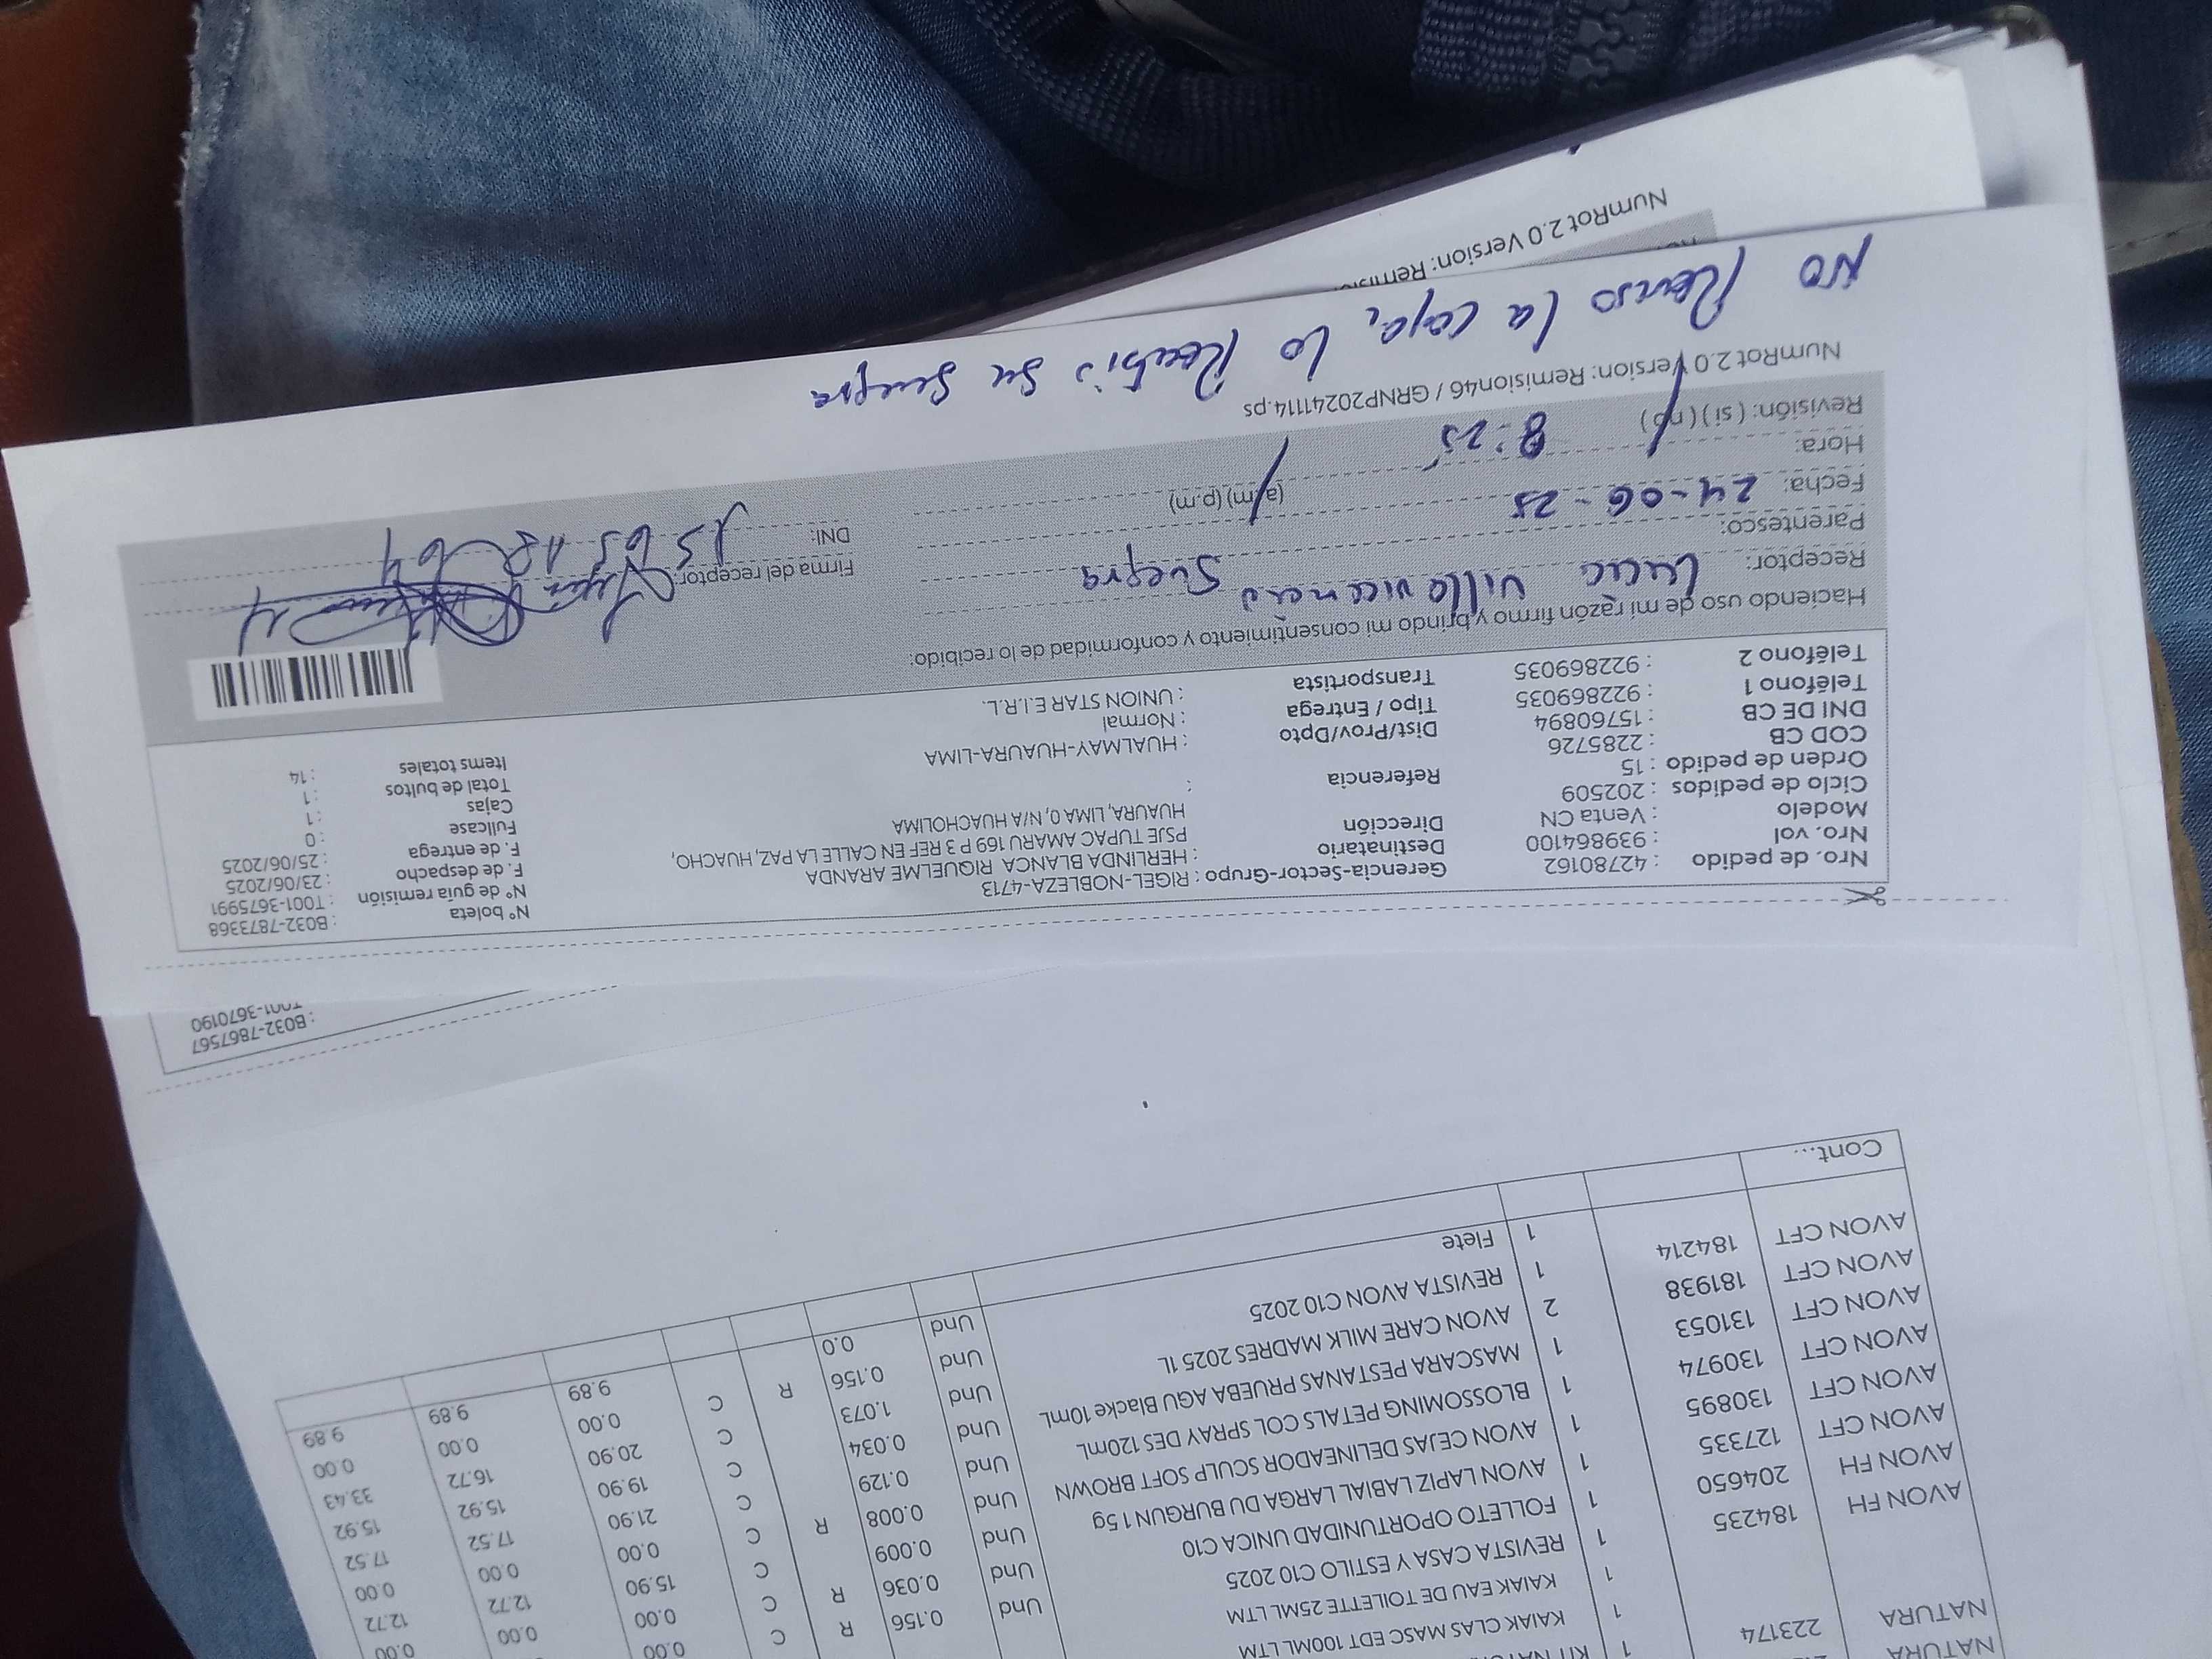 NATURA
NATURA 223174 1 KAIAK CLAS MASC EDT 100ML LTM
1 KAIAK EAU DE TOILETTE 25ML LTM
AVON FH 184235 1 REVISTA CASA Y ESTILO C10 2025 Und 0.156 R C 0.00 0.00 0.00
AVON FH 204650 1 FOLLETO OPORTUNIDAD UNICA C10 Und 0.036 R C 0.00
AVON CFT 127335 1 AVON LAPIZ LABIAL LARGA DU BURGUN 1 5g Und 0.009 C 15.90 12.72 12.72
AVON CFT 130895 1 AVON CEJAS DELINEADOR SCULP SOFT BROWN Und 0.008 R C 0.00 0.00 0.00
AVON CFT 130974 1 BLOSSOMING PETALS COL SPRAY DES 120mL Und 0.129 C 21.90 17.52 17.52
AVON CFT 131053 1 MASCARA PESTANAS PRUEBA AGU Blacke 10mL Und 0.034 C 19.90 15.92 15.92
AVON CFT 181938 2 AVON CARE MILK MADRES 2025 1L Und 1.073 C 20.90 16.72 33.43
AVON CFT 184214 1 REVISTA AVON C10 2025 Und 0.156 R C 0.00 0.00 0.00
1 Flete Und 0.0 9.89 9.89 9.89
Cont...
: B032-7867567
T001-3670190
Nro. de pedido : 42780162
Nro. vol : 939864100
Modelo : Venta CN
Ciclo de pedidos : 202509
Orden de pedido : 15
COD CB : 2285726
DNI DE CB : 15760894
Teléfono 1 : 922869035
Teléfono 2 : 922869035
Gerencia-Sector-Grupo : RIGEL-NOBLEZA-4713
Destinatario : HERLINDA BLANCA RIQUELME ARANDA
Dirección PSJE TUPAC AMARU 169 P 3 REF EN CALLE LA PAZ, HUACHO,
HUAURA, LIMA 0, N/A HUACHOLIMA
Referencia :
Dist/Prov/Dpto : HUALMAY-HUAURA-LIMA
Tipo / Entrega : Normal
Transportista : UNION STAR E.I.R.L.
N° boleta : B032-7873368
N° de guía remisión : T001-3675991
F. de despacho : 23/06/2025
F. de entrega : 25/06/2025
Fullcase : 0
Cajas : 1
Total de bultos : 1
Items totales : 14
Haciendo uso de mi razón firmo y brindo mi consentimiento y conformidad de lo recibido:
Receptor: Villavicencio
Parentesco: Suegra
Fecha: 24-06-25
Hora: 8:25 (a.m) (p.m)
Revisión: ( si ) ( no )
Firma del receptor:
DNI: 15651264
NumRot 2.0 Version: Remision46 / GRNP20241114.ps
NO Reviso la caja, lo Recibió su Suegra
NumRot 2.0 Version: Remisi